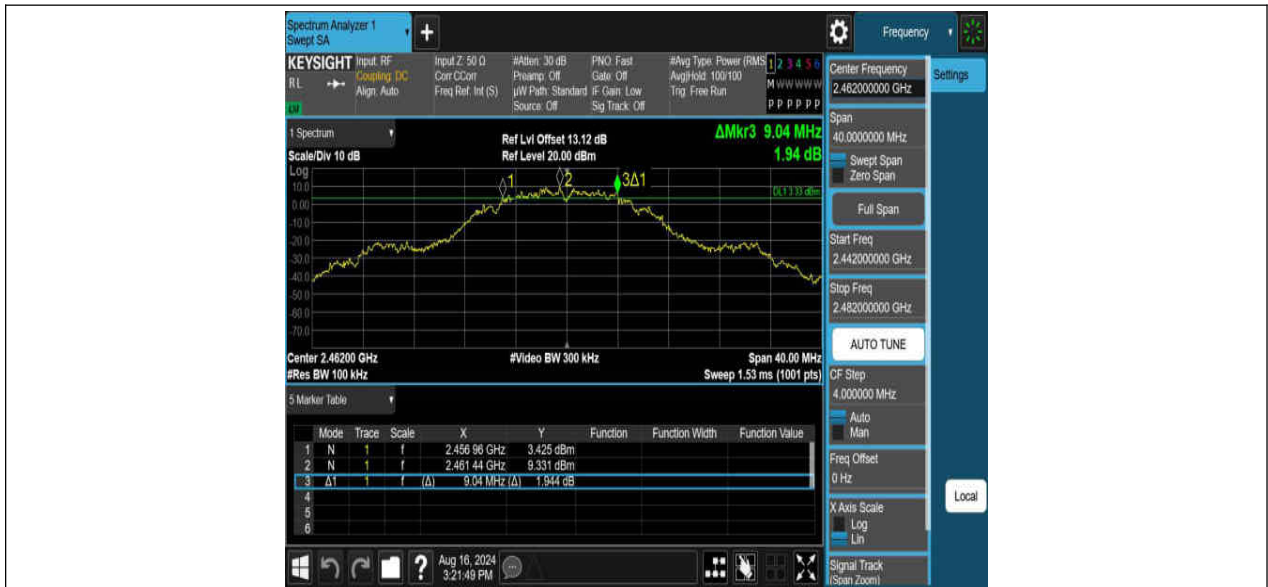 Spectrum Analyzer 1
Swept SA
+
Frequency
KEYSIGHT
RL
Input: RF
Coupling: DC
Align: Auto
Input Z: 50 Ω
Corr CCorr
Freq Ref: Int (S)
#Atten: 30 dB
Preamp: Off
µW Path: Standard
Source: Off
PNO: Fast
Gate: Off
IF Gain: Low
Sig Track: Off
#Avg Type: Power (RMS
Avg|Hold: 100/100
Trig: Free Run
1 2 3 4 5 6
M W W W W W
P P P P P P
1 Spectrum
Scale/Div 10 dB
Ref Lvl Offset 13.12 dB
Ref Level 20.00 dBm
ΔMkr3 9.04 MHz
1.94 dB
Log
10.0
0.00
-10.0
-20.0
-30.0
-40.0
-50.0
-60.0
-70.0
1
2
3Δ1
DL1 3.33 dBm
Center 2.46200 GHz
#Res BW 100 kHz
#Video BW 300 kHz
Span 40.00 MHz
Sweep 1.53 ms (1001 pts)
5 Marker Table
Mode Trace Scale X Y Function Function Width Function Value
1 N 1 f 2.456 96 GHz 3.425 dBm
2 N 1 f 2.461 44 GHz 9.331 dBm
3 Δ1 1 f (Δ) 9.04 MHz (Δ) 1.944 dB
4
5
6
Aug 16, 2024
3:21:49 PM
Center Frequency
2.462000000 GHz
Span
40.0000000 MHz
Swept Span
Zero Span
Full Span
Start Freq
2.442000000 GHz
Stop Freq
2.482000000 GHz
AUTO TUNE
CF Step
4.000000 MHz
Auto
Man
Freq Offset
0 Hz
X Axis Scale
Log
Lin
Signal Track
(Span Zoom)
Settings
Local